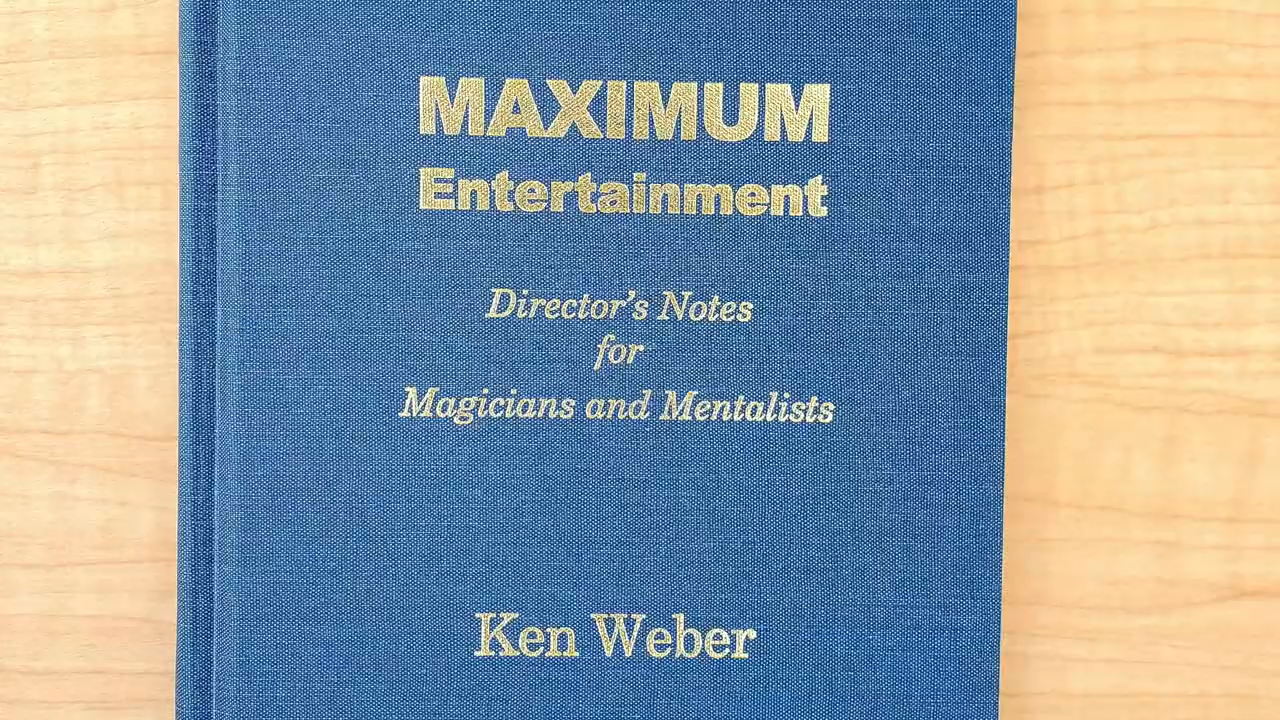 MAXIMUM
Entertainment
Director's Notes
for
Magicians and Mentalists
Ken Weber